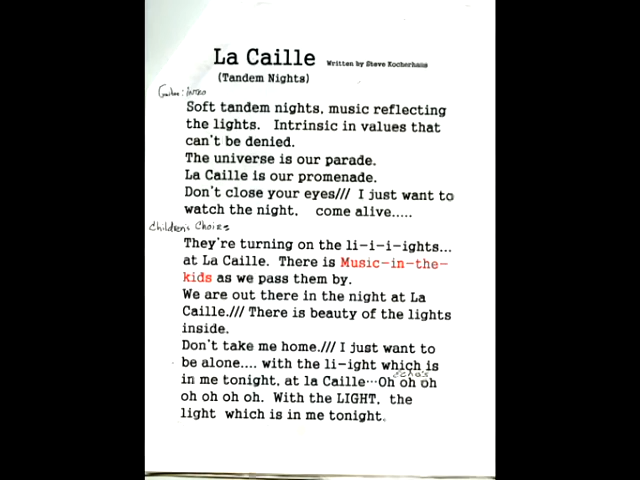 La Caille Written by Steve Kocherhans
(Tandem Nights)
Guitar: INTRO
Soft tandem nights, music reflecting
the lights. Intrinsic in values that
can't be denied.
The universe is our parade.
La Caille is our promenade.
Don't close your eyes/// I just want to
watch the night, come alive.....
Children's Choirs
They're turning on the li-i-i-ights...
at La Caille. There is Music-in-the-
kids as we pass them by.
We are out there in the night at La
Caille./// There is beauty of the lights
inside.
Don't take me home./// I just want to
be alone.... with the li-ight which is
echo's
in me tonight, at la Caille...Oh oh oh
oh oh oh oh. With the LIGHT, the
light which is in me tonight.